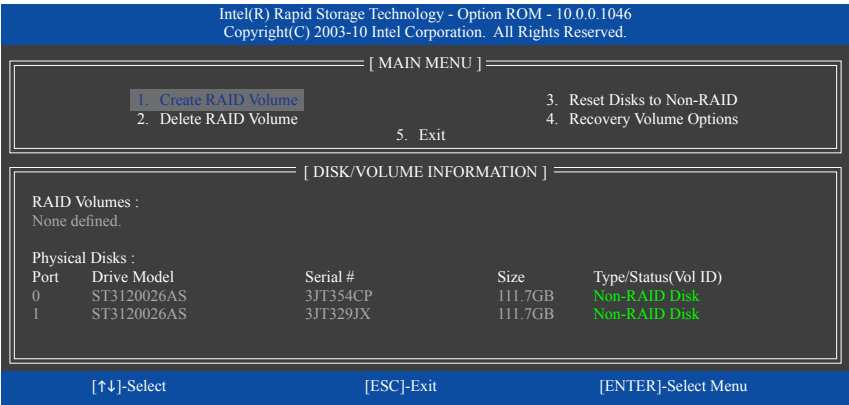 Intel(R) Rapid Storage Technology - Option ROM - 10.0.0.1046
Copyright(C) 2003-10 Intel Corporation. All Rights Reserved.
[ MAIN MENU ]
1. Create RAID Volume 3. Reset Disks to Non-RAID
2. Delete RAID Volume 4. Recovery Volume Options
5. Exit
[ DISK/VOLUME INFORMATION ]
RAID Volumes :
None defined.
Physical Disks :
Port Drive Model Serial # Size Type/Status(Vol ID)
0 ST3120026AS 3JT354CP 111.7GB Non-RAID Disk
1 ST3120026AS 3JT329JX 111.7GB Non-RAID Disk
[↑↓]-Select [ESC]-Exit [ENTER]-Select Menu